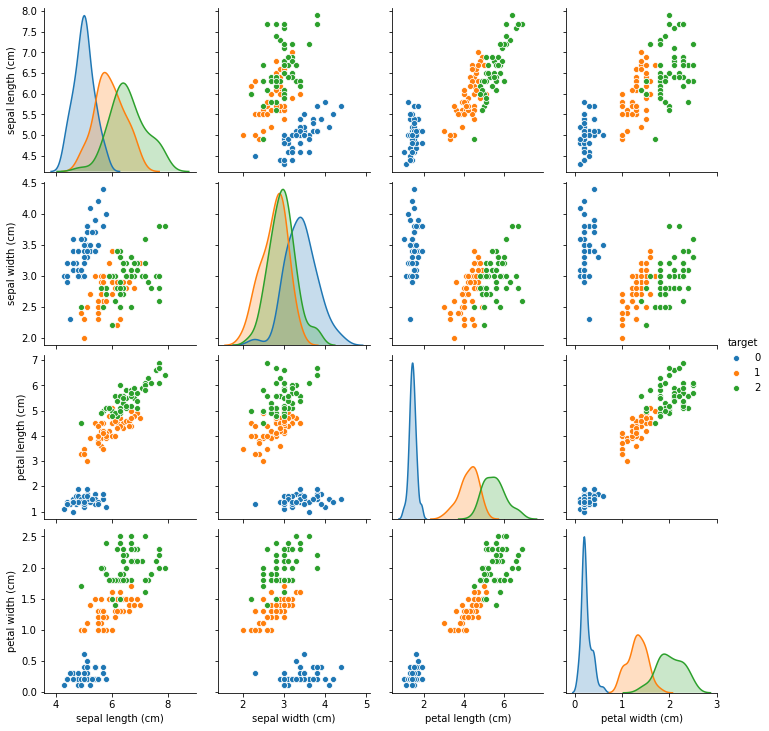 8.0
7.5
7.0
6.5
6.0
5.5
5.0
4.5
sepal length (cm)
4.5
4.0
3.5
3.0
2.5
2.0
sepal width (cm)
target
0
1
2
7
6
5
4
3
2
1
petal length (cm)
2.5
2.0
1.5
1.0
0.5
0.0
petal width (cm)
4 6 8
2 3 4 5
2 4 6
0 1 2 3
sepal length (cm)
sepal width (cm)
petal length (cm)
petal width (cm)